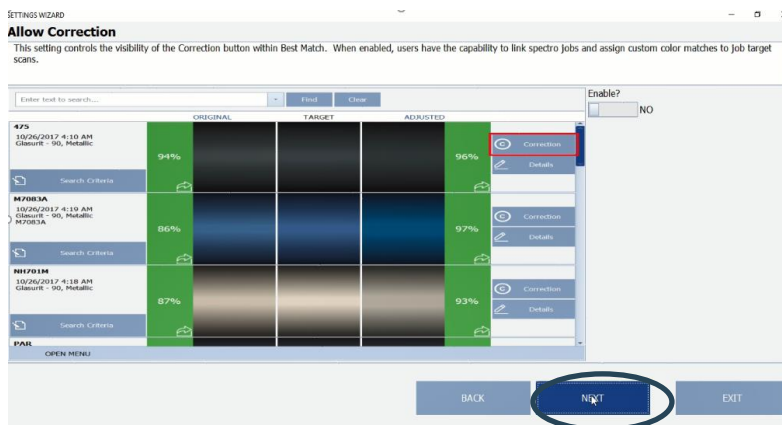 SETTINGS WIZARD
Allow Correction
This setting controls the visibility of the Correction button within Best Match. When enabled, users have the capability to link spectro jobs and assign custom color matches to job target
scans.
Enable?
NO
Enter text to search...
Find
Clear
ORIGINAL
TARGET
ADJUSTED
475
10/26/2017 4:10 AM
Glasurit - 90, Metallic
Search Criteria
94%
96%
Correction
Details
M7083A
10/26/2017 4:19 AM
Glasurit - 90, Metallic
M7083A
Search Criteria
86%
97%
Correction
Details
NH701M
10/26/2017 4:18 AM
Glasurit - 90, Metallic
Search Criteria
87%
93%
Correction
Details
PAR
OPEN MENU
BACK
NEXT
EXIT